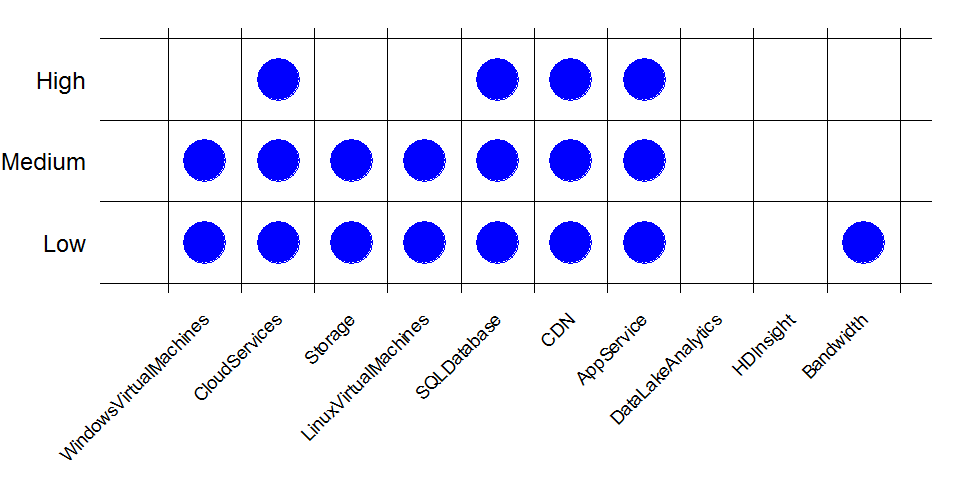 High
Medium
Low
WindowsVirtualMachines
CloudServices
Storage
LinuxVirtualMachines
SQLDatabase
CDN
AppService
DataLakeAnalytics
HDInsight
Bandwidth